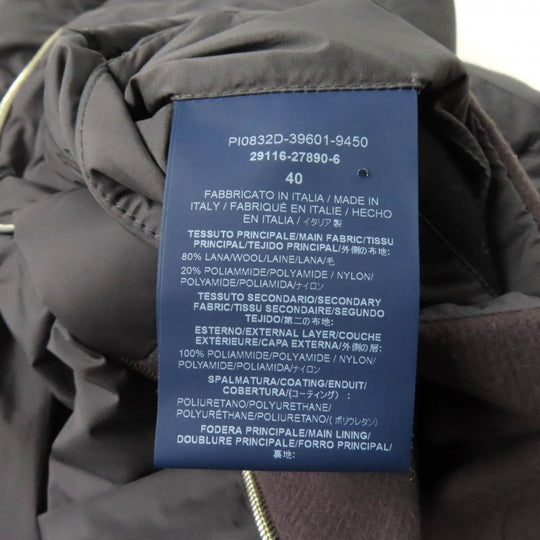 PI0832D-39601-9450
29116-27890-6
40
FABBRICATO IN ITALIA / MADE IN
ITALY / FABRIQUÉ EN ITALIE / HECHO
EN ITALIA / イタリア製
TESSUTO PRINCIPALE/MAIN FABRIC/TISSU
PRINCIPAL/TEJIDO PRINCIPAL/外側の布地:
80% LANA/WOOL/LAINE/LANA/毛
20% POLIAMMIDE/POLYAMIDE / NYLON/
POLYAMIDE/POLIAMIDA/ナイロン
TESSUTO SECONDARIO/SECONDARY
FABRIC/TISSU SECONDAIRE/SEGUNDO
TEJIDO/第二の布地:
ESTERNO/EXTERNAL LAYER/COUCHE
EXTÉRIEURE/CAPA EXTERNA/外側の層:
100% POLIAMMIDE/POLYAMIDE / NYLON/
POLYAMIDE/POLIAMIDA/ナイロン
SPALMATURA/COATING/ENDUIT/
COBERTURA/(コーティング) :
POLIURETANO/POLYURETHANE/
POLYURÉTHANE/POLIURETANO/( ポリウレタン)
FODERA PRINCIPALE/MAIN LINING/
DOUBLURE PRINCIPALE/FORRO PRINCIPAL/
裏地: